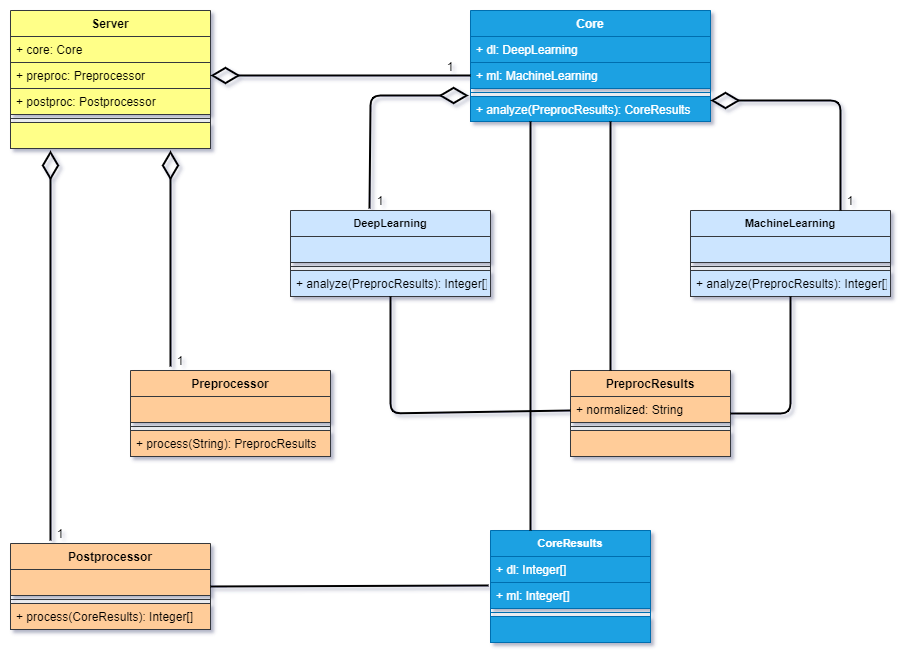 Server
+ core: Core
+ preproc: Preprocessor
+ postproc: Postprocessor
1
Core
+ dl: DeepLearning
+ ml: MachineLearning
+ analyze(PreprocResults): CoreResults
1
1
DeepLearning
+ analyze(PreprocResults): Integer[]
MachineLearning
+ analyze(PreprocResults): Integer[]
1
Preprocessor
+ process(String): PreprocResults
PreprocResults
+ normalized: String
1
Postprocessor
+ process(CoreResults): Integer[]
CoreResults
+ dl: Integer[]
+ ml: Integer[]